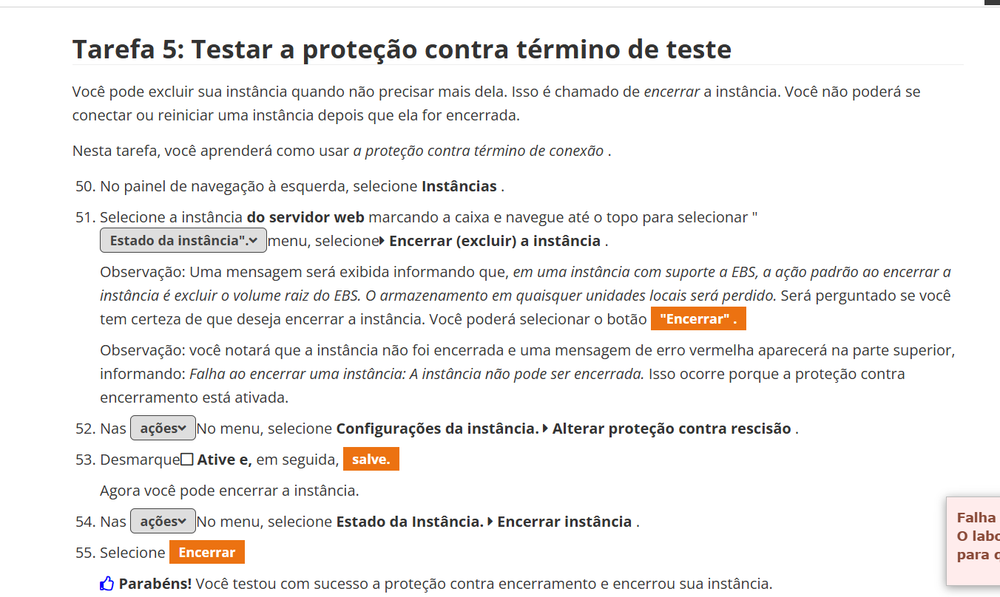 Tarefa 5: Testar a proteção contra término de teste
Você pode excluir sua instância quando não precisar mais dela. Isso é chamado de encerrar a instância. Você não poderá se
conectar ou reiniciar uma instância depois que ela for encerrada.
Nesta tarefa, você aprenderá como usar a proteção contra término de conexão .
50. No painel de navegação à esquerda, selecione Instâncias .
51. Selecione a instância do servidor web marcando a caixa e navegue até o topo para selecionar "
Estado da instância". menu, selecione Encerrar (excluir) a instância .
Observação: Uma mensagem será exibida informando que, em uma instância com suporte a EBS, a ação padrão ao encerrar a
instância é excluir o volume raiz do EBS. O armazenamento em quaisquer unidades locais será perdido. Será perguntado se você
tem certeza de que deseja encerrar a instância. Você poderá selecionar o botão "Encerrar" .
Observação: você notará que a instância não foi encerrada e uma mensagem de erro vermelha aparecerá na parte superior,
informando: Falha ao encerrar uma instância: A instância não pode ser encerrada. Isso ocorre porque a proteção contra
encerramento está ativada.
52. Nas ações No menu, selecione Configurações da instância. Alterar proteção contra rescisão .
53. Desmarque Ative e, em seguida, salve.
Agora você pode encerrar a instância.
54. Nas ações No menu, selecione Estado da Instância. Encerrar instância .
55. Selecione Encerrar
Parabéns! Você testou com sucesso a proteção contra encerramento e encerrou sua instância.
Falha
O labo
para q